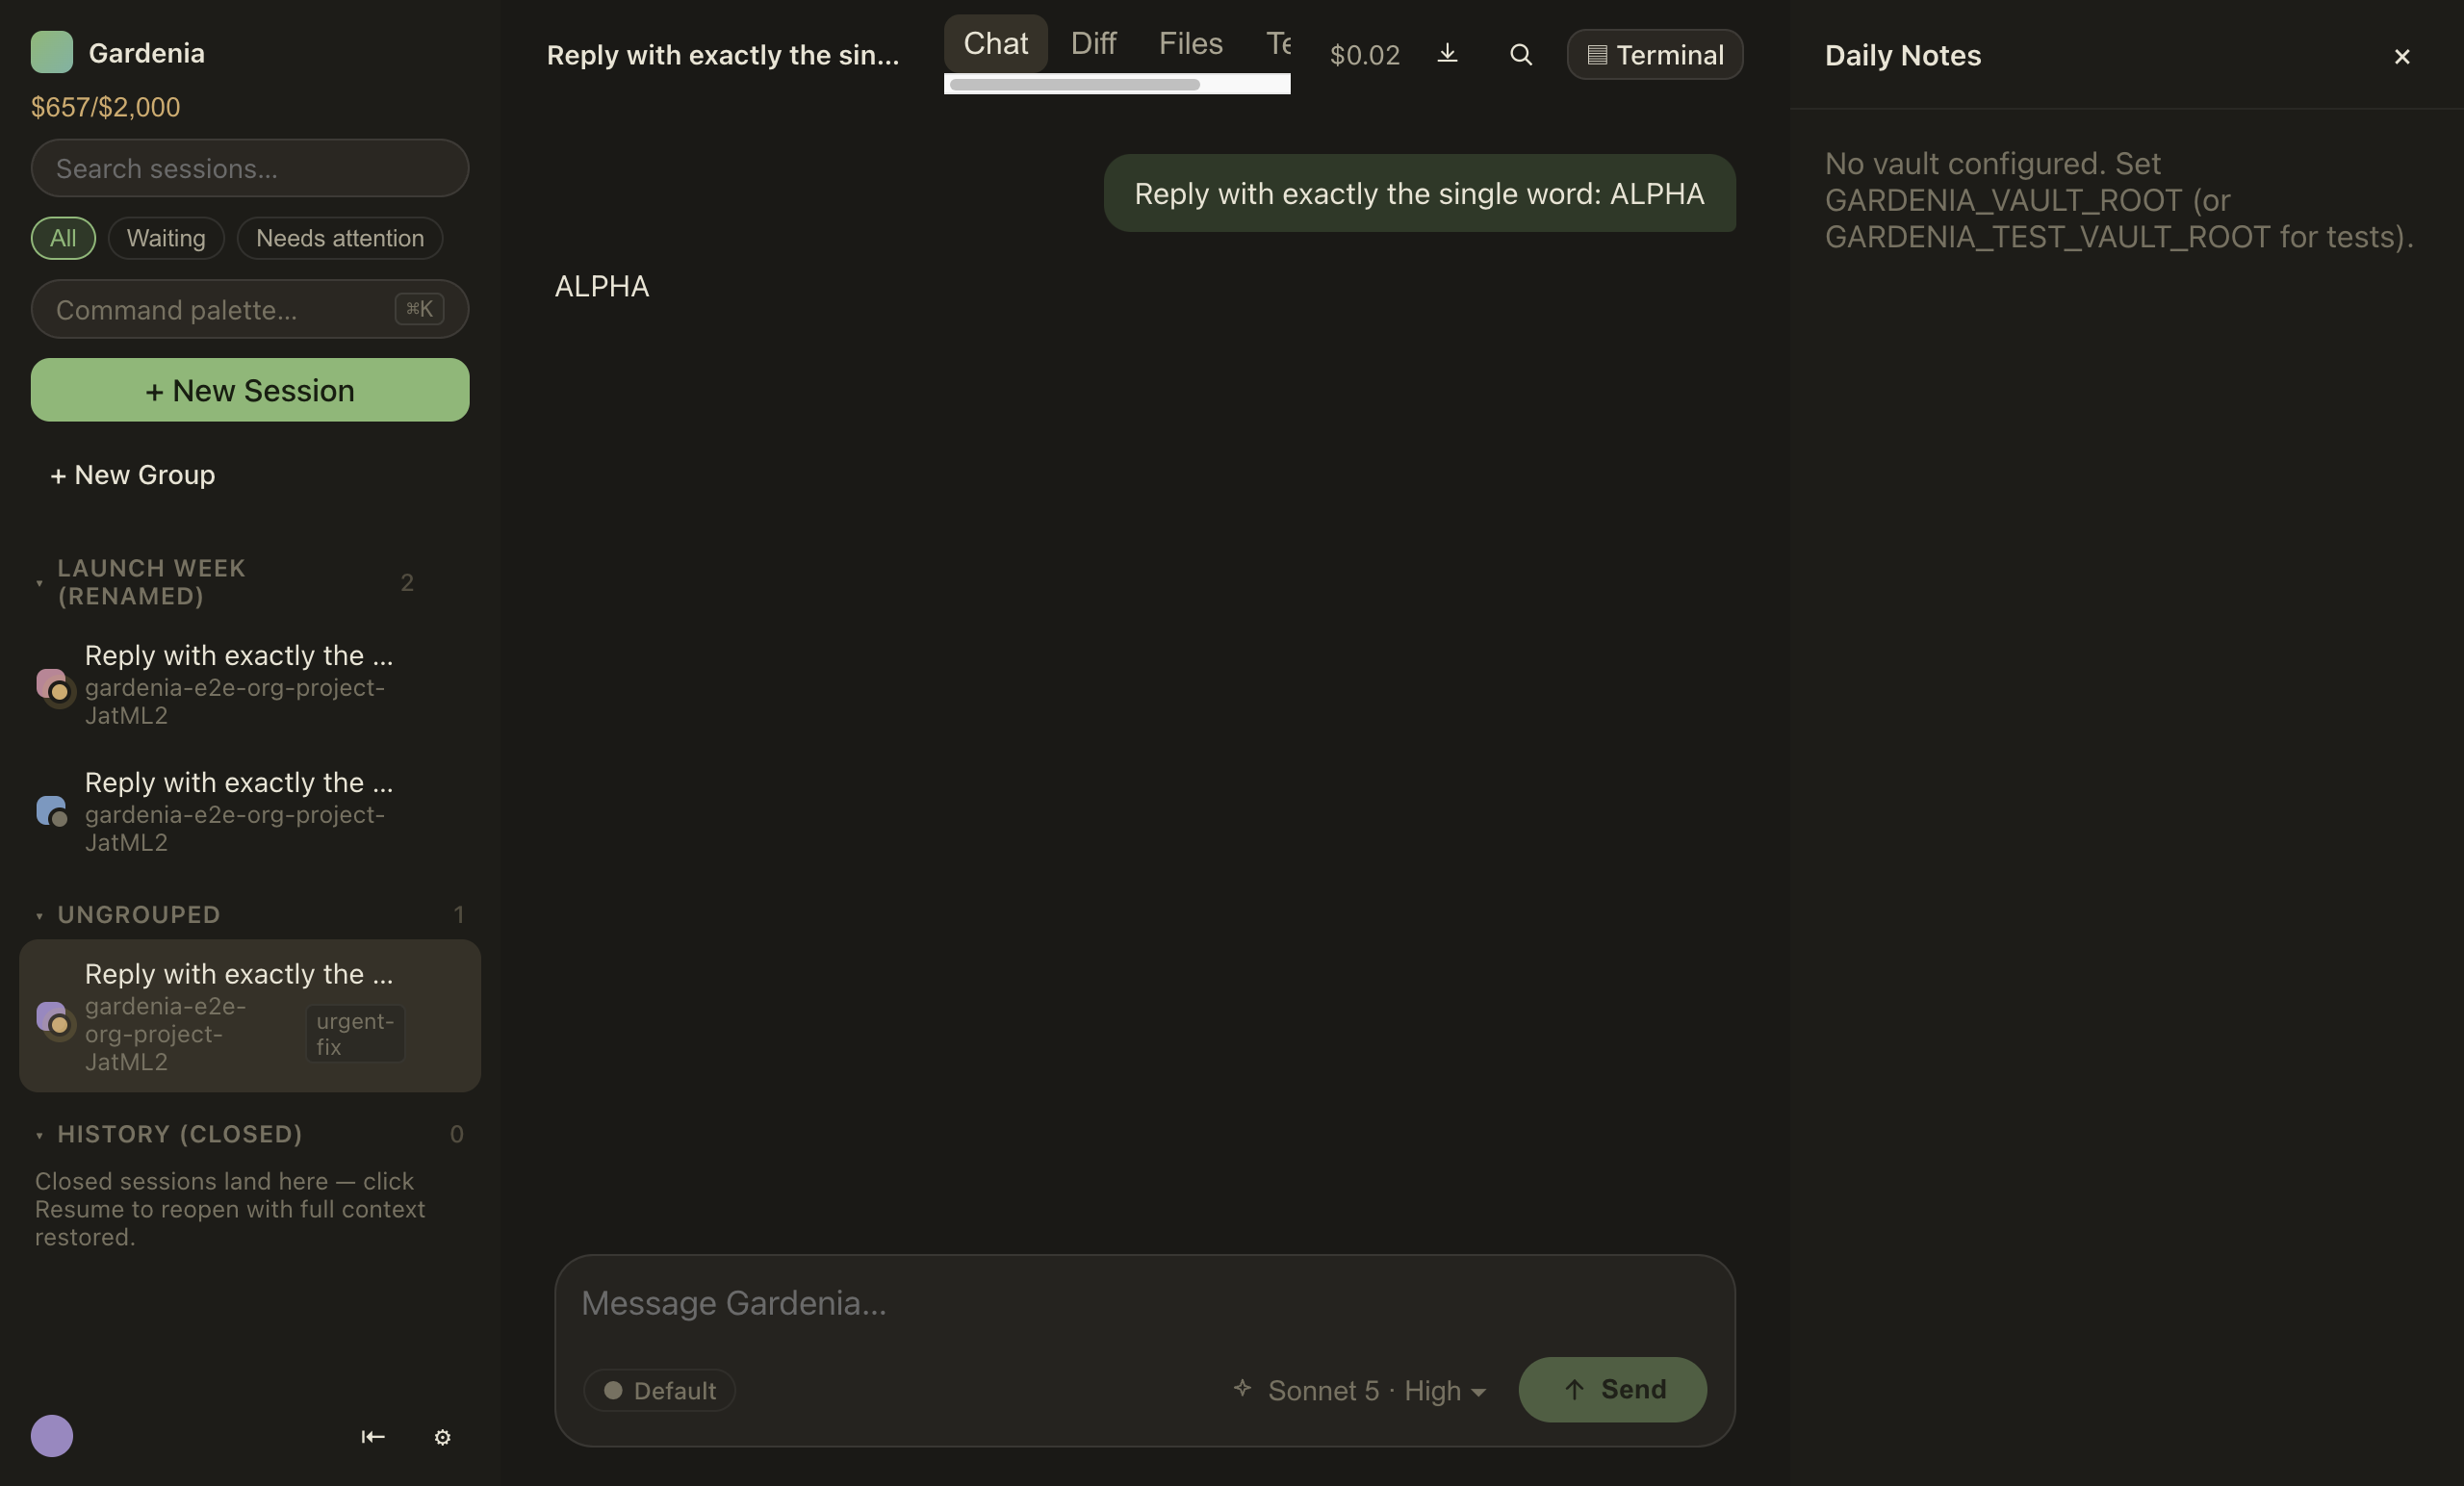 Gardenia
$657/$2,000
Search sessions...
All
Waiting
Needs attention
Command palette...
⌘K
+ New Session
+ New Group
LAUNCH WEEK
(RENAMED)
2
Reply with exactly the ...
gardenia-e2e-org-project-
JatML2
Reply with exactly the ...
gardenia-e2e-org-project-
JatML2
UNGROUPED
1
Reply with exactly the ...
gardenia-e2e-
org-project-
JatML2
urgent-
fix
HISTORY (CLOSED)
0
Closed sessions land here — click
Resume to reopen with full context
restored.
Reply with exactly the sin...
Chat
Diff
Files
Te
$0.02
Terminal
Reply with exactly the single word: ALPHA
ALPHA
Message Gardenia...
Default
Sonnet 5 · High
Send
Daily Notes
No vault configured. Set
GARDENIA_VAULT_ROOT (or
GARDENIA_TEST_VAULT_ROOT for tests).